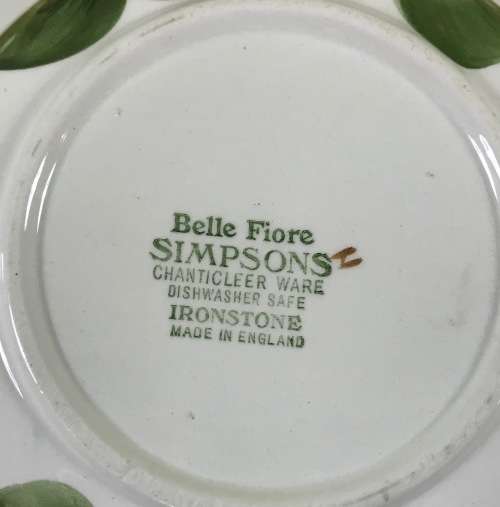 Belle Fiore
SIMPSONS
CHANTICLEER WARE
DISHWASHER SAFE
IRONSTONE
MADE IN ENGLAND